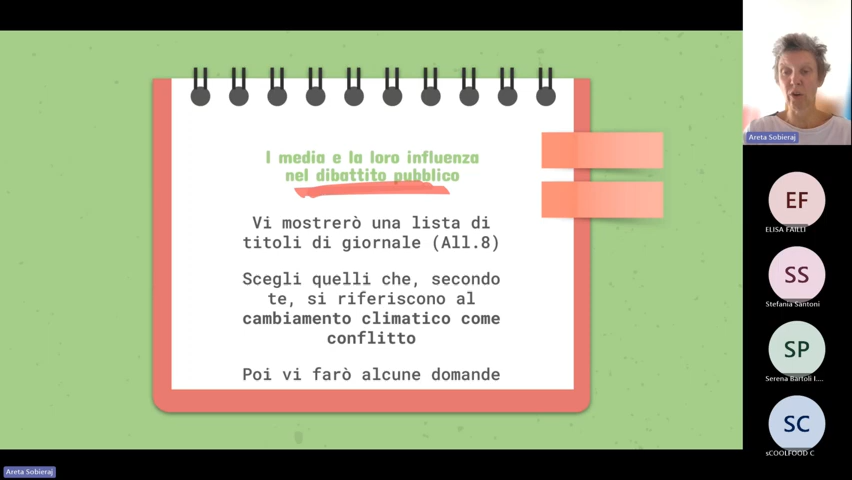 I media e la loro influenza
nel dibattito pubblico
Vi mostrerò una lista di
titoli di giornale (All.8)
Scegli quelli che, secondo
te, si riferiscono al
cambiamento climatico come
conflitto
Poi vi farò alcune domande
Areta Sobieraj
EF
ELISA FAILLI
SS
Stefania Santoni
SP
Serena Bartoli I....
SC
sCOOLFOOD C
Areta Sobieraj